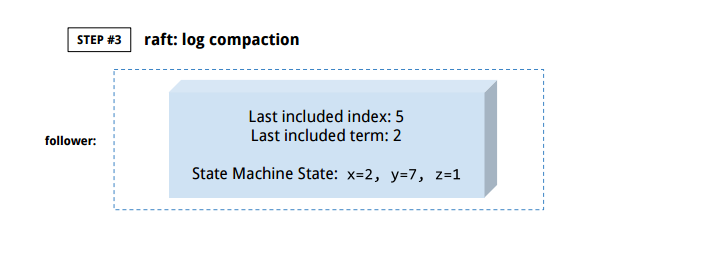 STEP #3 raft: log compaction
follower:
Last included index: 5
Last included term: 2
State Machine State: x=2, y=7, z=1